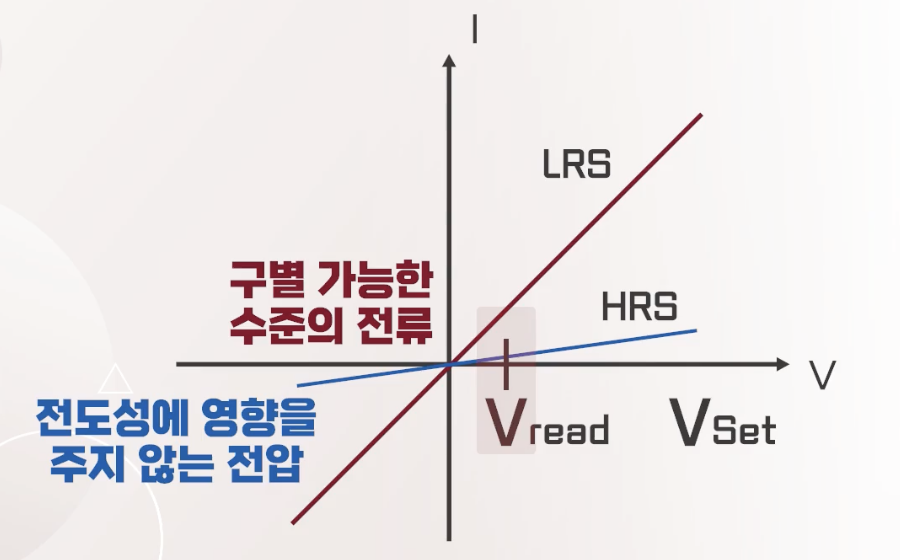 I
LRS
구별 가능한
수준의 전류
HRS
V
전도성에 영향을
주지 않는 전압
Vread
VSet